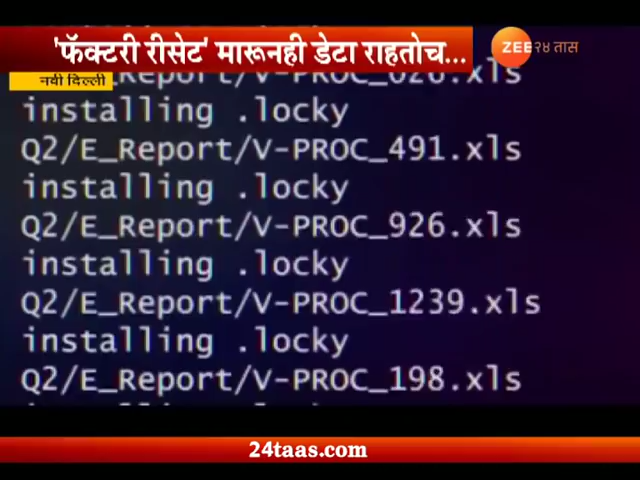 'फॅक्टरी रीसेट' मारूनही डेटा राहतोच...
ZEE २४ तास
नवी दिल्ली
installing .locky
Q2/E_Report/V-PROC_491.xls
installing .locky
Q2/E_Report/V-PROC_926.xls
installing .locky
Q2/E_Report/V-PROC_1239.xls
installing .locky
Q2/E_Report/V-PROC_198.xls
24taas.com